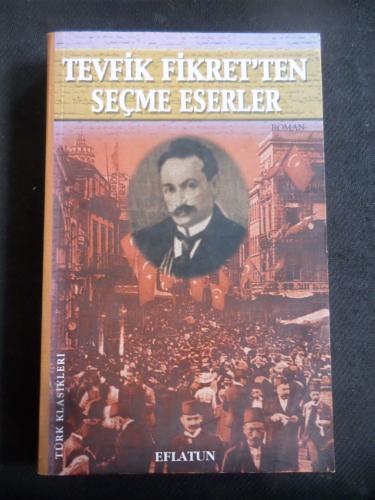 TEVFİK FİKRET'TEN
SEÇME ESERLER
ROMAN
TÜRK KLASİKLERİ
EFLATUN